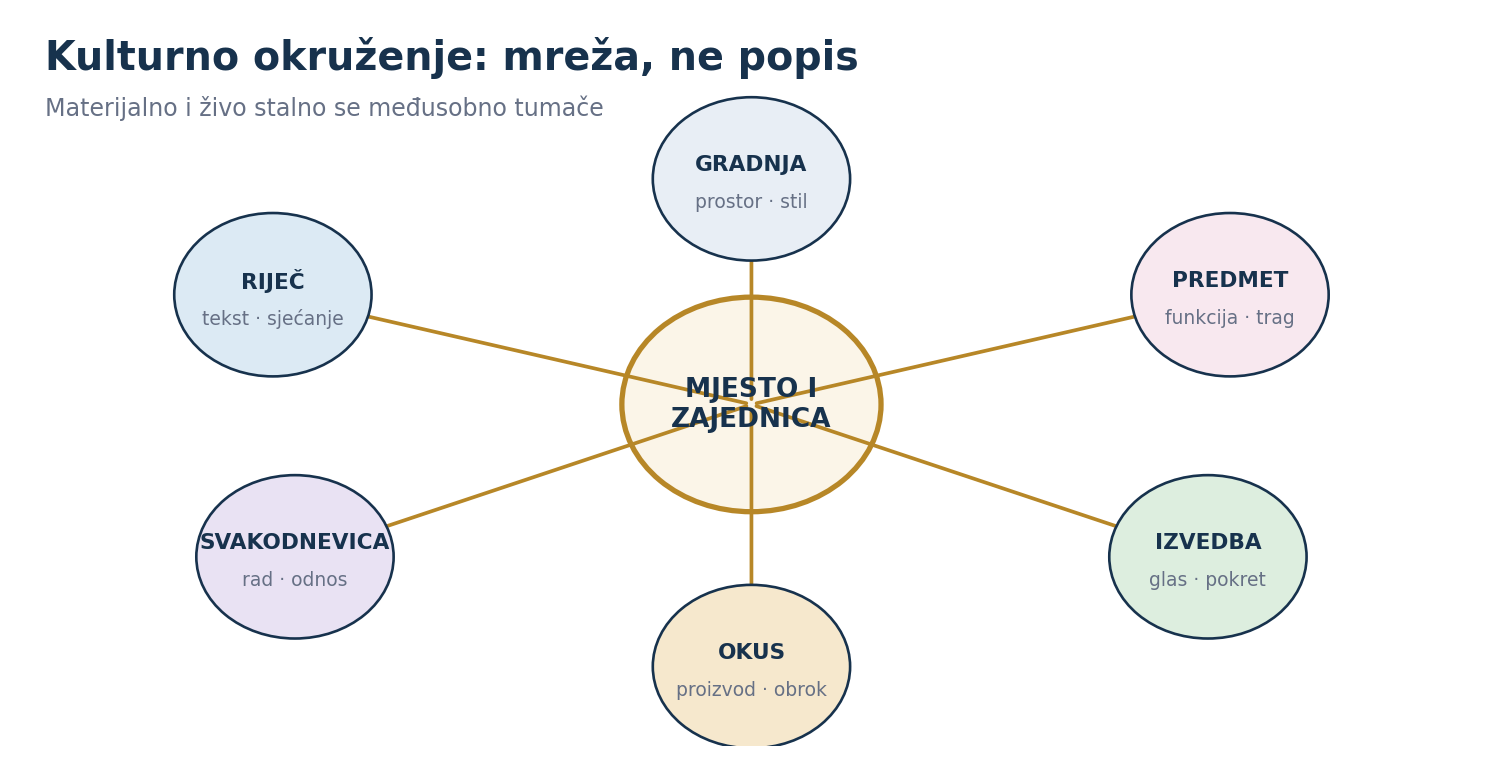 Kulturno okruženje: mreža, ne popis
Materijalno i živo stalno se međusobno tumače
GRADNJA
prostor · stil
RIJEČ
tekst · sjećanje
PREDMET
funkcija · trag
MJESTO I
ZAJEDNICA
SVAKODNEVICA
rad · odnos
IZVEDBA
glas · pokret
OKUS
proizvod · obrok